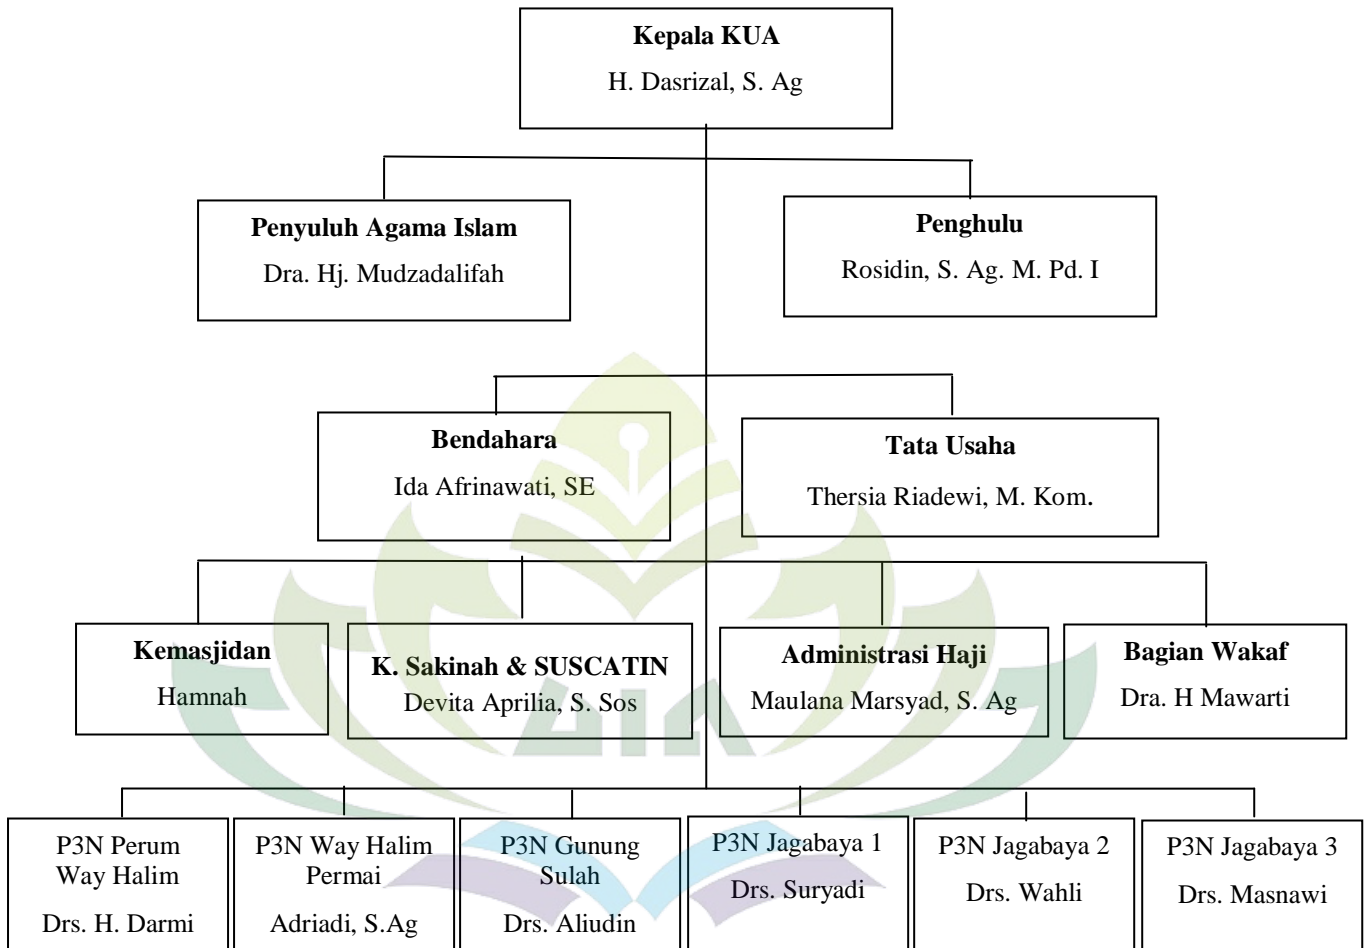 Kepala KUA
H. Dasrizal, S. Ag
Penyuluh Agama Islam
Dra. Hj. Mudzadalifah
Penghulu
Rosidin, S. Ag. M. Pd. I
Bendahara
Ida Afrinawati, SE
Tata Usaha
Thersia Riadewi, M. Kom.
Kemasjidan
Hamnah
K. Sakinah & SUSCATIN
Devita Aprilia, S. Sos
Administrasi Haji
Maulana Marsyad, S. Ag
Bagian Wakaf
Dra. H Mawarti
P3N Perum
Way Halim
Drs. H. Darmi
P3N Way Halim
Permai
Adriadi, S.Ag
P3N Gunung
Sulah
Drs. Aliudin
P3N Jagabaya 1
Drs. Suryadi
P3N Jagabaya 2
Drs. Wahli
P3N Jagabaya 3
Drs. Masnawi